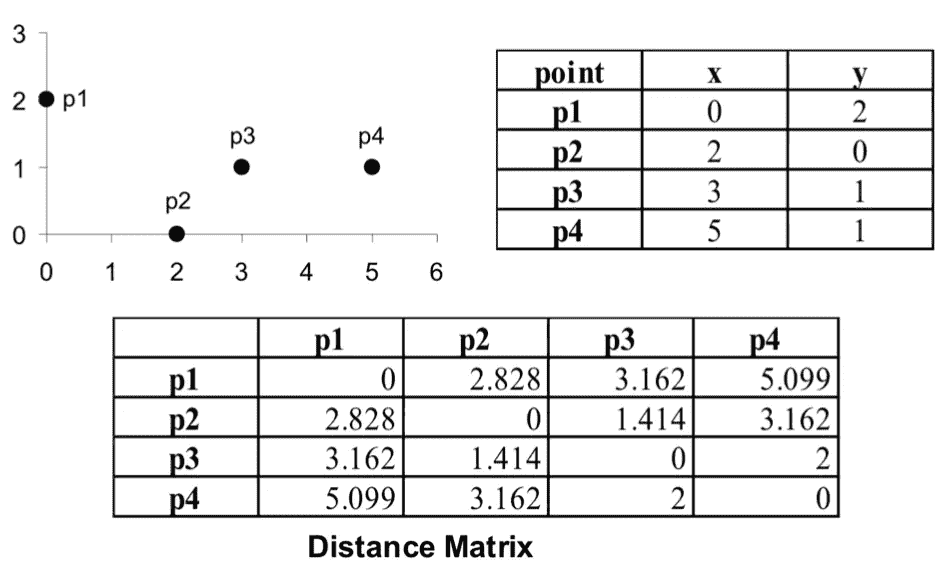 3
2
p1
p3
p4
1
p2
0
0 1 2 3 4 5 6
point x y
p1 0 2
p2 2 0
p3 3 1
p4 5 1
p1 p2 p3 p4
p1 0 2.828 3.162 5.099
p2 2.828 0 1.414 3.162
p3 3.162 1.414 0 2
p4 5.099 3.162 2 0
Distance Matrix